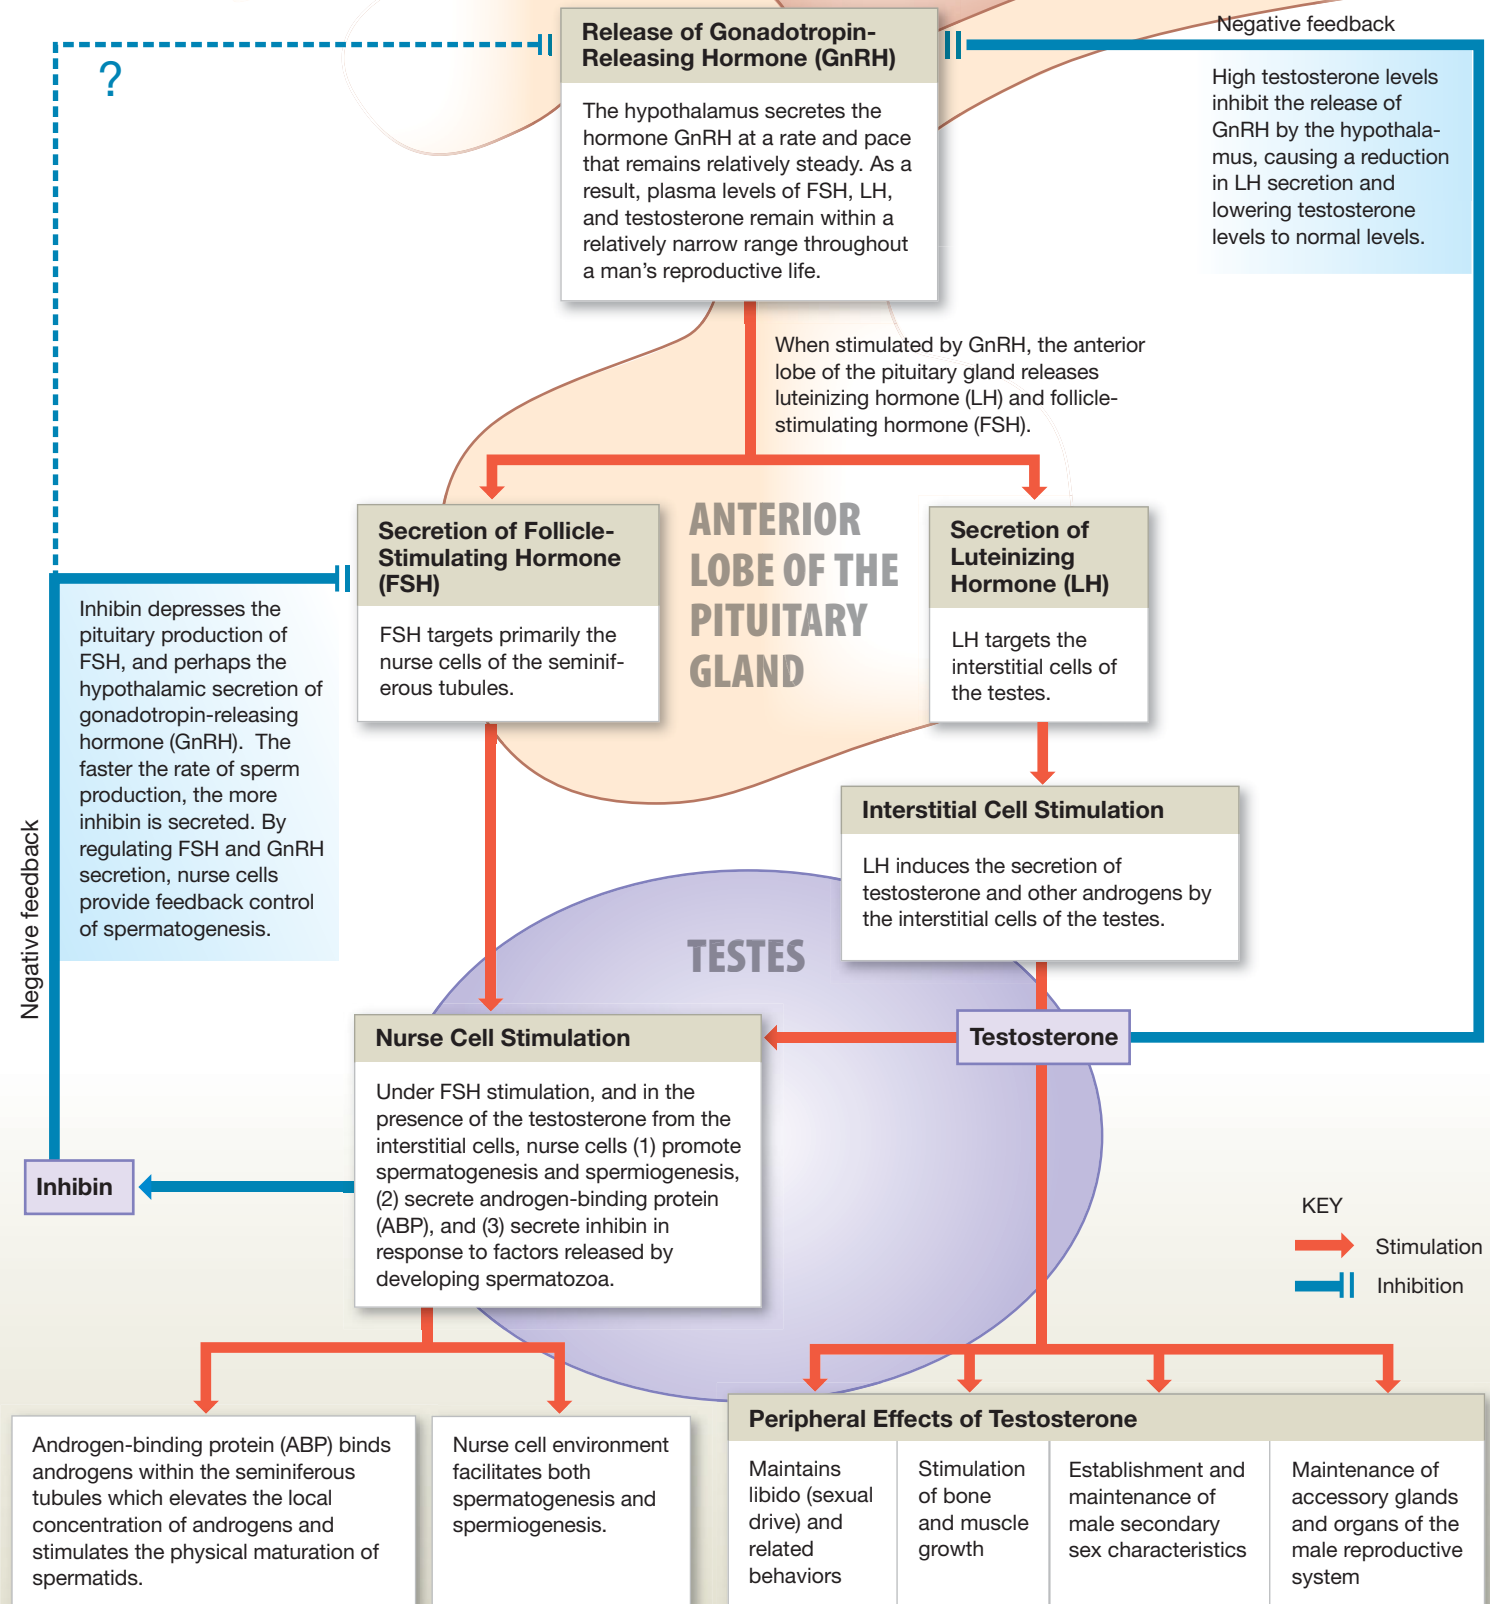 Release of Gonadotropin-
Releasing Hormone (GnRH)
The hypothalamus secretes the
hormone GnRH at a rate and pace
that remains relatively steady. As a
result, plasma levels of FSH, LH,
and testosterone remain within a
relatively narrow range throughout
a man's reproductive life.
Negative feedback
High testosterone levels
inhibit the release of
GnRH by the hypothala-
mus, causing a reduction
in LH secretion and
lowering testosterone
levels to normal levels.
?
When stimulated by GnRH, the anterior
lobe of the pituitary gland releases
luteinizing hormone (LH) and follicle-
stimulating hormone (FSH).
ANTERIOR
LOBE OF THE
PITUITARY
GLAND
Secretion of Follicle-
Stimulating Hormone
(FSH)
FSH targets primarily the
nurse cells of the seminif-
erous tubules.
Secretion of
Luteinizing
Hormone (LH)
LH targets the
interstitial cells of
the testes.
Inhibin depresses the
pituitary production of
FSH, and perhaps the
hypothalamic secretion of
gonadotropin-releasing
hormone (GnRH). The
faster the rate of sperm
production, the more
inhibin is secreted. By
regulating FSH and GnRH
secretion, nurse cells
provide feedback control
of spermatogenesis.
Negative feedback
Interstitial Cell Stimulation
LH induces the secretion of
testosterone and other androgens by
the interstitial cells of the testes.
TESTES
Testosterone
Nurse Cell Stimulation
Under FSH stimulation, and in the
presence of the testosterone from the
interstitial cells, nurse cells (1) promote
spermatogenesis and spermiogenesis,
(2) secrete androgen-binding protein
(ABP), and (3) secrete inhibin in
response to factors released by
developing spermatozoa.
Inhibin
KEY
Stimulation
Inhibition
Androgen-binding protein (ABP) binds
androgens within the seminiferous
tubules which elevates the local
concentration of androgens and
stimulates the physical maturation of
spermatids.
Nurse cell environment
facilitates both
spermatogenesis and
spermiogenesis.
Peripheral Effects of Testosterone
Maintains
libido (sexual
drive) and
related
behaviors
Stimulation
of bone
and muscle
growth
Establishment and
maintenance of
male secondary
sex characteristics
Maintenance of
accessory glands
and organs of the
male reproductive
system